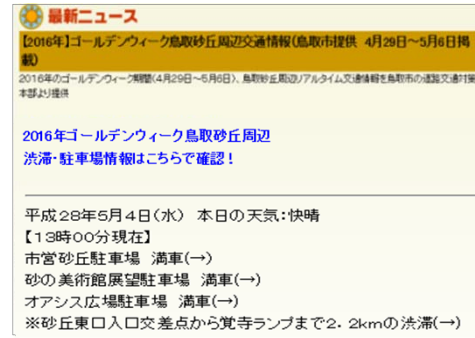 最新ニュース
【2016年】ゴールデンウィーク鳥取砂丘周辺交通情報(鳥取市提供 4月29日～5月6日掲
載)
2016年のゴールデンウィーク期間(4月29日～5月6日)、鳥取砂丘周辺リアルタイム交通情報を鳥取市の道路交通対策
本部より提供
2016年ゴールデンウィーク鳥取砂丘周辺
渋滞・駐車場情報はこちらで確認！
平成28年5月4日(水) 本日の天気：快晴
【13時00分現在】
市営砂丘駐車場 満車(→)
砂の美術館展望駐車場 満車(→)
オアシス広場駐車場 満車(→)
※砂丘東口入口交差点から覚寺ランプまで2．2kmの渋滞(→)